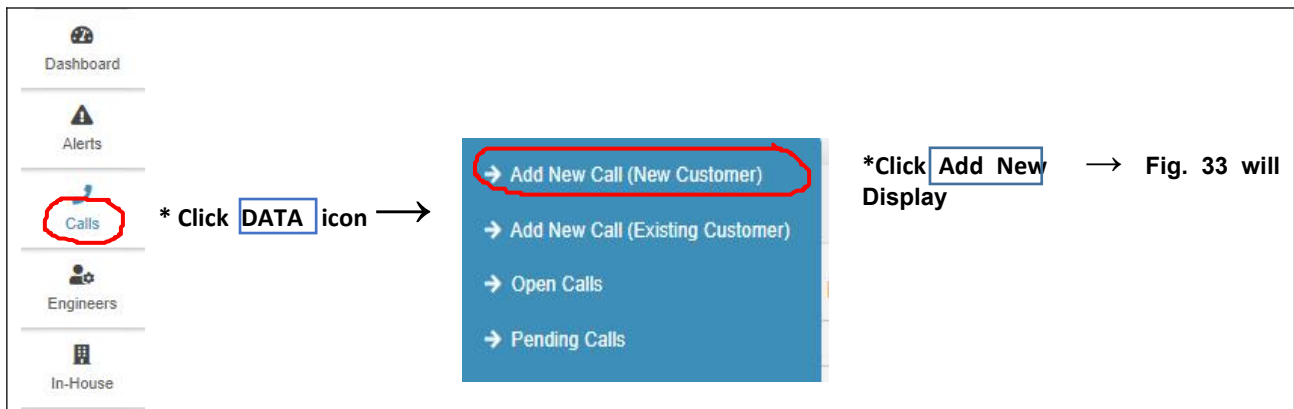 Dashboard
Alerts
Calls
Engineers
In-House
* Click DATA icon →
→ Add New Call (New Customer)
→ Add New Call (Existing Customer)
→ Open Calls
→ Pending Calls
*Click Add New → Fig. 33 will
Display